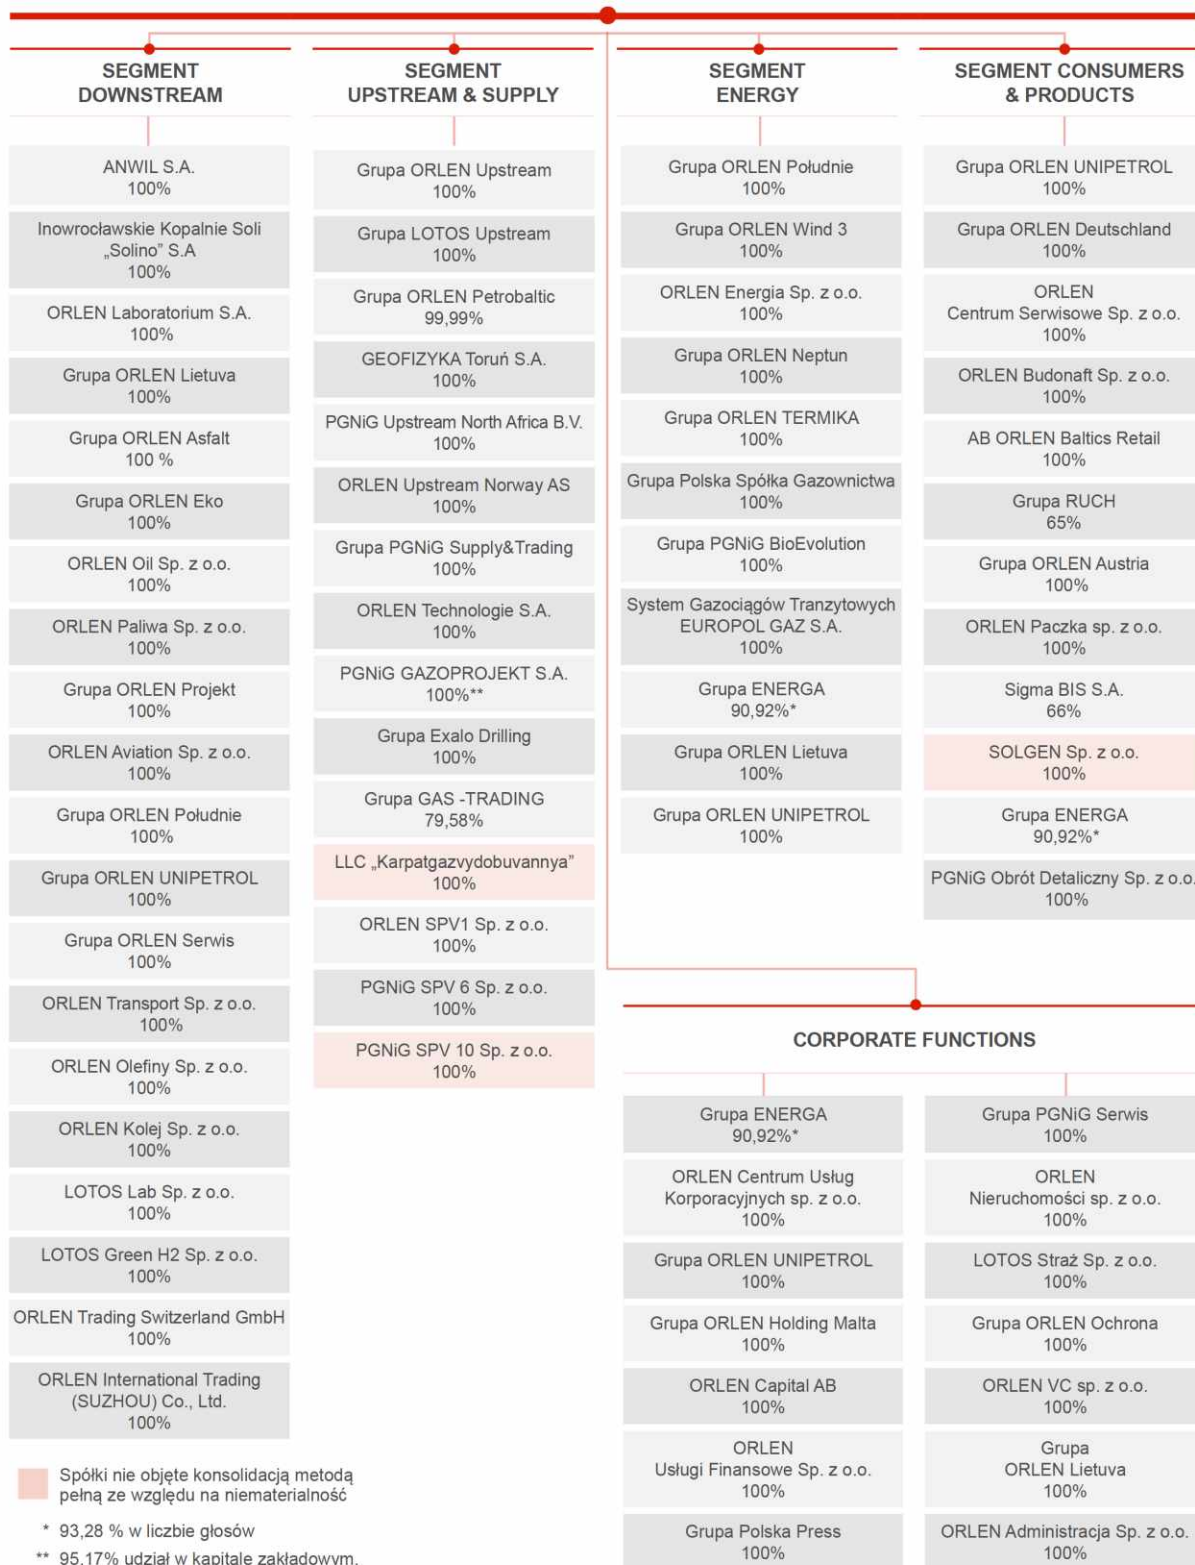 SEGMENT
DOWNSTREAM
ANWIL S.A.
100%
Inowrocławskie Kopalnie Soli
„Solino” S.A
100%
ORLEN Laboratorium S.A.
100%
Grupa ORLEN Lietuva
100%
Grupa ORLEN Asfalt
100 %
Grupa ORLEN Eko
100%
ORLEN Oil Sp. z o.o.
100%
ORLEN Paliwa Sp. z o.o.
100%
Grupa ORLEN Projekt
100%
ORLEN Aviation Sp. z o.o.
100%
Grupa ORLEN Południe
100%
Grupa ORLEN UNIPETROL
100%
Grupa ORLEN Serwis
100%
ORLEN Transport Sp. z o.o.
100%
ORLEN Olefiny Sp. z o.o.
100%
ORLEN Kolej Sp. z o.o.
100%
LOTOS Lab Sp. z o.o.
100%
LOTOS Green H2 Sp. z o.o.
100%
ORLEN Trading Switzerland GmbH
100%
ORLEN International Trading
(SUZHOU) Co., Ltd.
100%
SEGMENT
UPSTREAM & SUPPLY
Grupa ORLEN Upstream
100%
Grupa LOTOS Upstream
100%
Grupa ORLEN Petrobaltic
99,99%
GEOFIZYKA Toruń S.A.
100%
PGNiG Upstream North Africa B.V.
100%
ORLEN Upstream Norway AS
100%
Grupa PGNiG Supply&Trading
100%
ORLEN Technologie S.A.
100%
PGNiG GAZOPROJEKT S.A.
100%**
Grupa Exalo Drilling
100%
Grupa GAS -TRADING
79,58%
LLC „Karpatgazvydobuvannya”
100%
ORLEN SPV1 Sp. z o.o.
100%
PGNiG SPV 6 Sp. z o.o.
100%
PGNiG SPV 10 Sp. z o.o.
100%
SEGMENT
ENERGY
Grupa ORLEN Południe
100%
Grupa ORLEN Wind 3
100%
ORLEN Energia Sp. z o.o.
100%
Grupa ORLEN Neptun
100%
Grupa ORLEN TERMIKA
100%
Grupa Polska Spółka Gazownictwa
100%
Grupa PGNiG BioEvolution
100%
System Gazociągów Tranzytowych
EUROPOL GAZ S.A.
100%
Grupa ENERGA
90,92%*
Grupa ORLEN Lietuva
100%
Grupa ORLEN UNIPETROL
100%
SEGMENT CONSUMERS
& PRODUCTS
Grupa ORLEN UNIPETROL
100%
Grupa ORLEN Deutschland
100%
ORLEN
Centrum Serwisowe Sp. z o.o.
100%
ORLEN Budonaft Sp. z o.o.
100%
AB ORLEN Baltics Retail
100%
Grupa RUCH
65%
Grupa ORLEN Austria
100%
ORLEN Paczka sp. z o.o.
100%
Sigma BIS S.A.
66%
SOLGEN Sp. z o.o.
100%
Grupa ENERGA
90,92%*
PGNiG Obrót Detaliczny Sp. z o.o.
100%
CORPORATE FUNCTIONS
Grupa ENERGA
90,92%*
ORLEN Centrum Usług
Korporacyjnych sp. z o.o.
100%
Grupa ORLEN UNIPETROL
100%
Grupa ORLEN Holding Malta
100%
ORLEN Capital AB
100%
ORLEN
Usługi Finansowe Sp. z o.o.
100%
Grupa Polska Press
100%
Grupa PGNiG Serwis
100%
ORLEN
Nieruchomości sp. z o.o.
100%
LOTOS Straż Sp. z o.o.
100%
Grupa ORLEN Ochrona
100%
ORLEN VC sp. z o.o.
100%
Grupa
ORLEN Lietuva
100%
ORLEN Administracja Sp. z o.o.
100%
Spółki nie objęte konsolidacją metodą
pełną ze względu na niematerialność
* 93,28 % w liczbie głosów
** 95,17% udział w kapitale zakładowym.